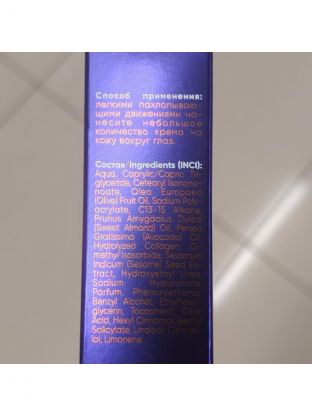 Способ применения:
легкими похлопываю-
щими движениями на-
несите небольшое
количество крема на
кожу вокруг глаз.
Состав Ingredients (INCI):
Aqua, Caprylic/Capric Tri-
glyceride, Cetearyl Isonona-
noate, Olea Europaea
(Olive) Fruit Oil, Sodium Poly-
acrylate, C13-15 Alkane,
Prunus Amygdalus Dulcis
(Sweet Almond) Oil, Persea
Gratissima (Avocado) Oil,
Hydrolyzed Collagen, Di-
methyl Isosorbide, Sesamum
Indicum (Sesame) Seed Ext-
ract, Hydroxyethyl Urea,
Sodium Hyaluronate,
Parfum, Phenoxyethanol,
Benzyl Alcohol, Ethylhexyl-
glycerin, Tocopherol, Citric
Acid, Hexyl Cinnamal, Benzyl
Salicylate, Linalool, Citronel-
lol, Limonene.